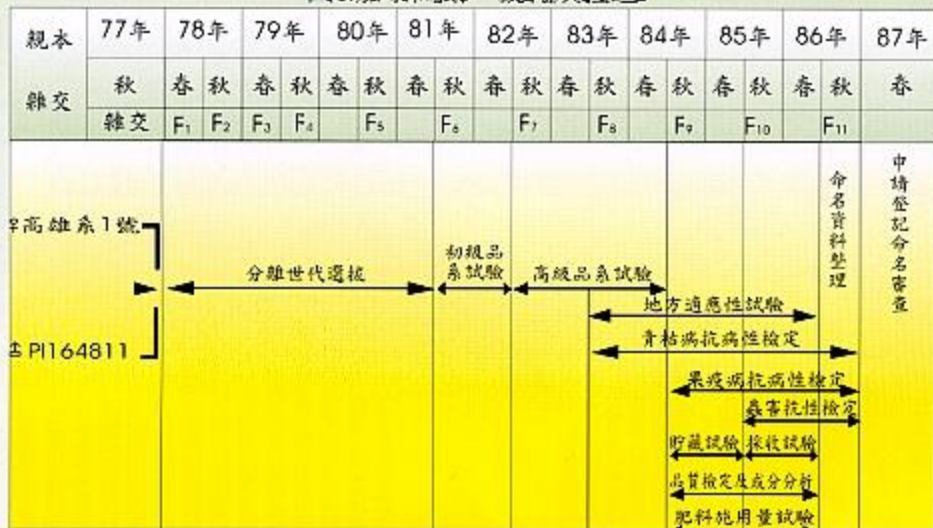 親本 77年 78年 79年 80年 81年 82年 83年 84年 85年 86年 87年
秋 春 秋 春 秋 春 秋 春 秋 春 秋 春 秋 春 秋 春 秋 春 秋 春
雜交
雜交 F₁ F₂ F₃ F₄ F₅ F₆ F₇ F₈ F₉ F₁₀ F₁₁
命名資料整理
申請登記命名審查
高雄系1號
初級品
系試驗
分離世代選拔
高級品系試驗
地方適應性試驗
PI164811
青枯病抗病性檢定
果疫病抗病性檢定
蟲害抗性檢定
貯藏試驗 採收試驗
品質檢定及成分分析
肥料施用量試驗